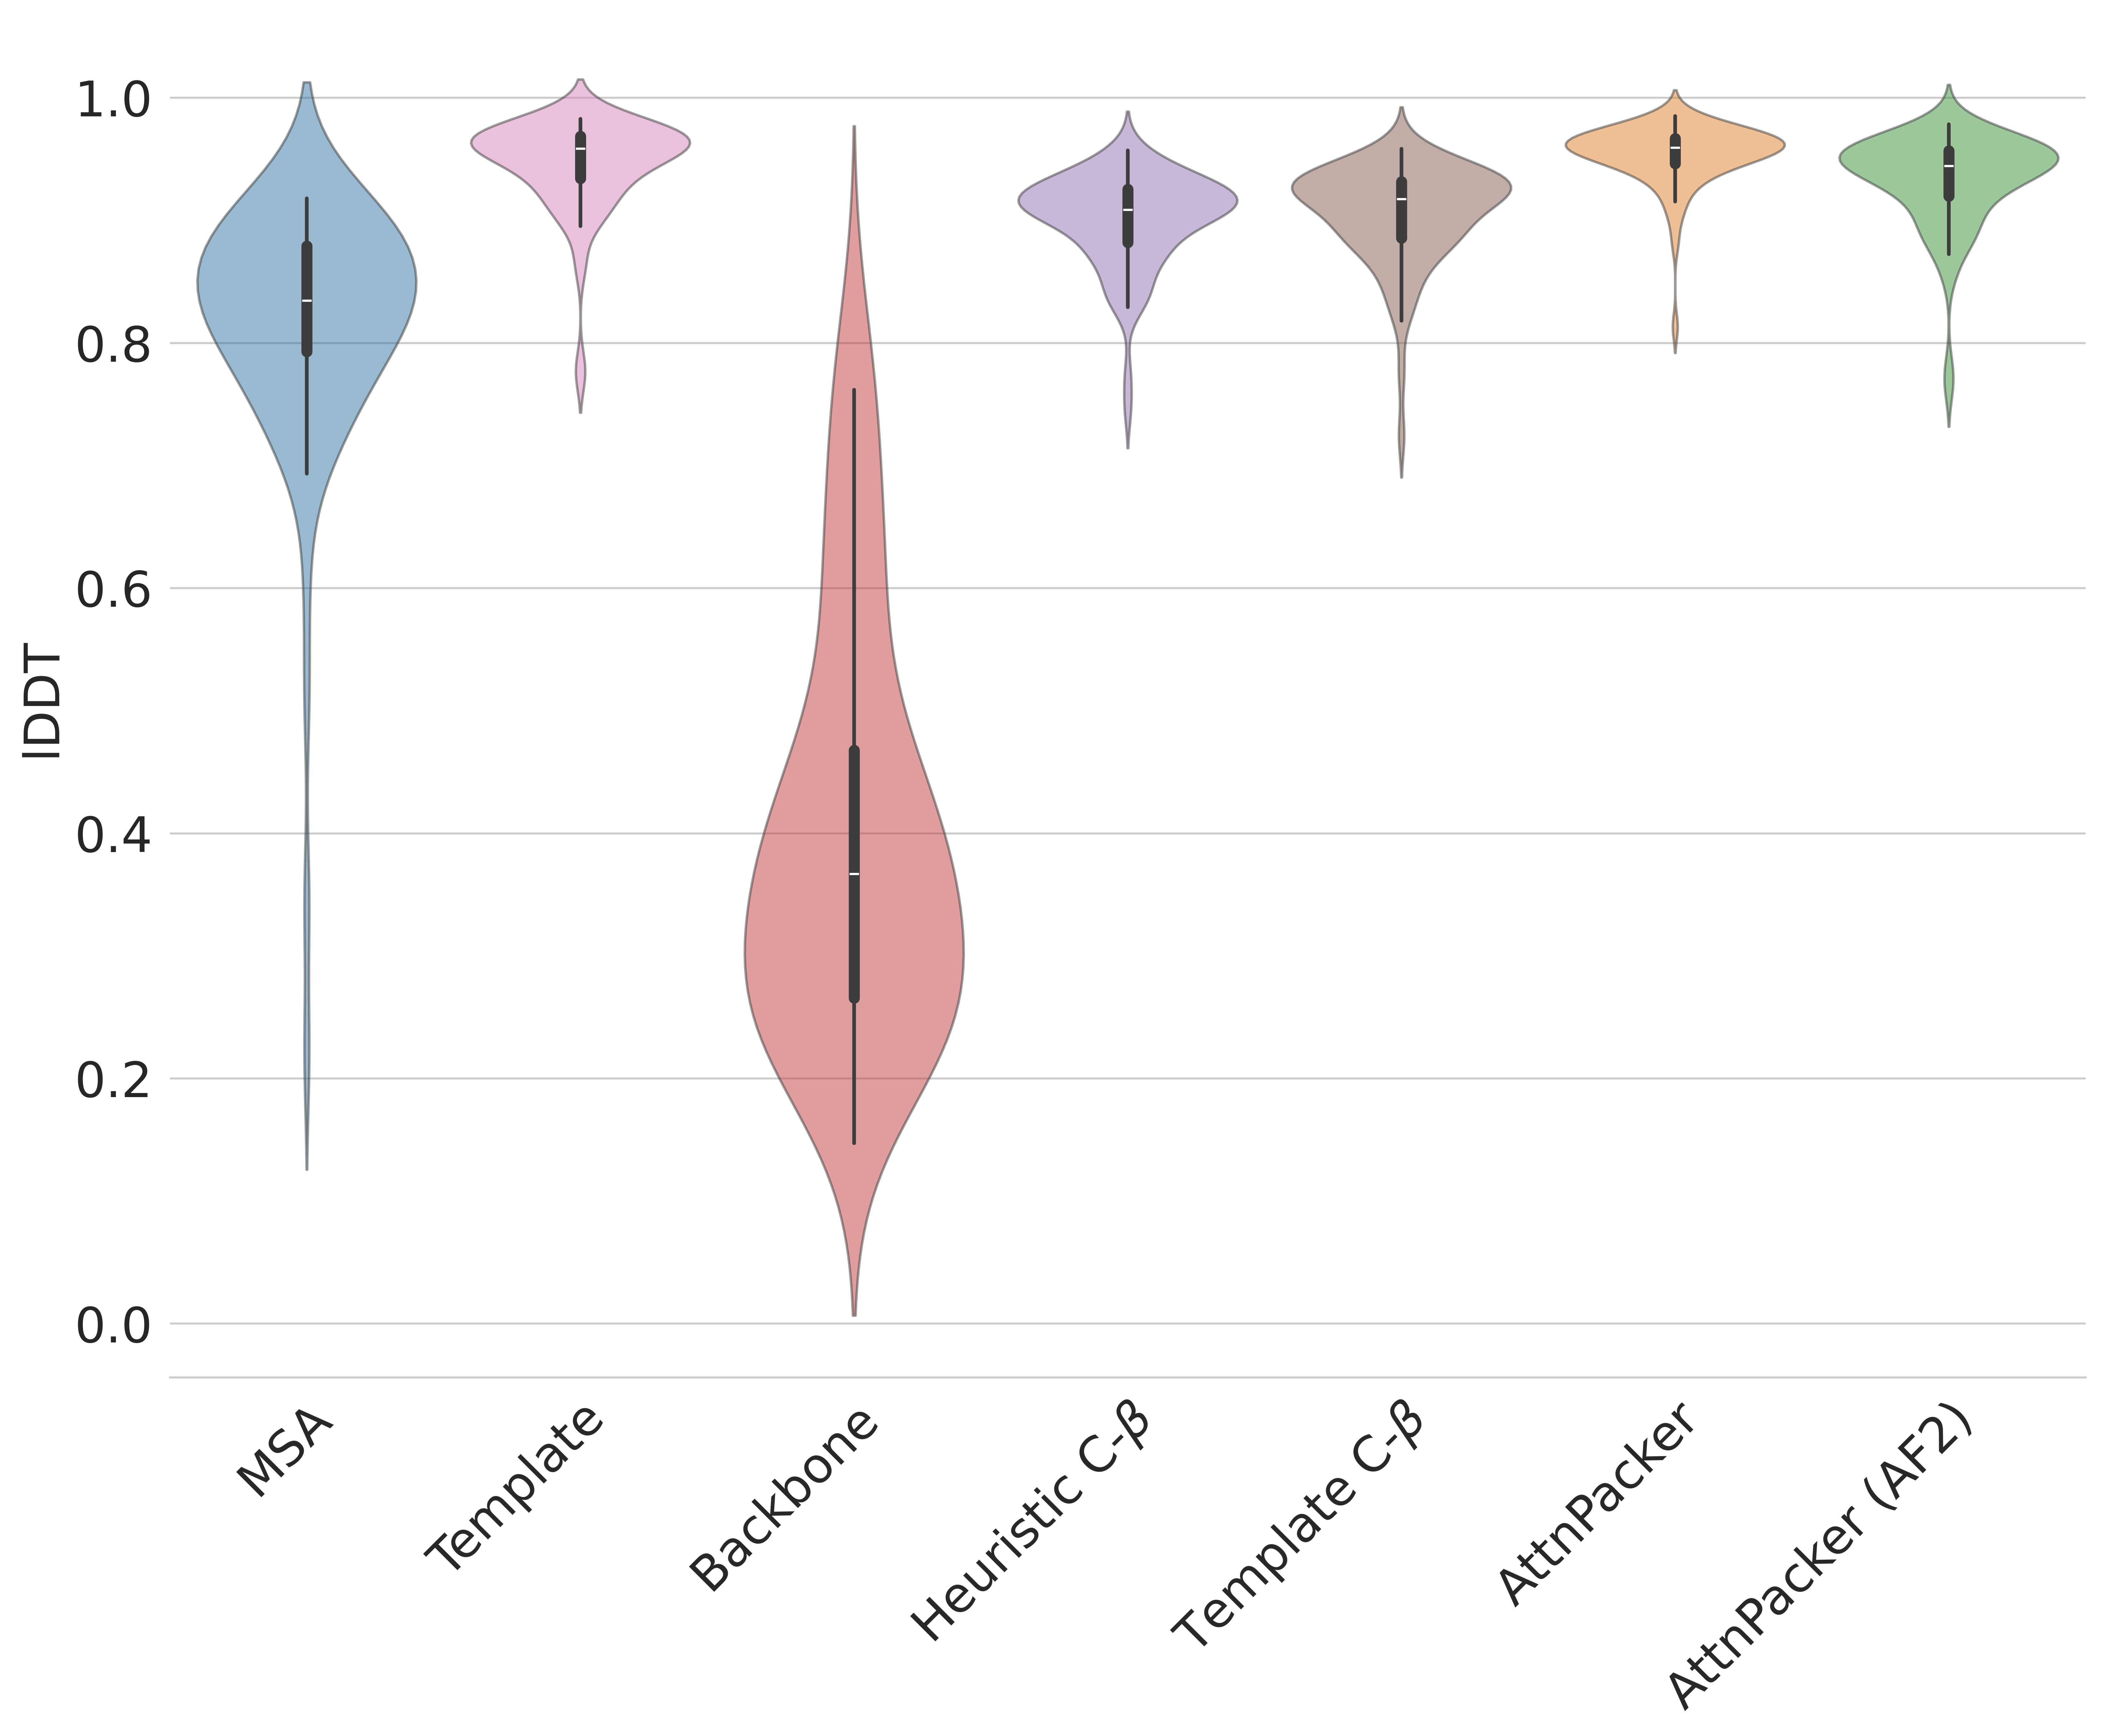 1.0
0.8
0.6
0.4
0.2
0.0
lDDT
MSA
Template
Backbone
Heuristic C-β
Template C-β
AttnPacker
AttnPacker (AF2)